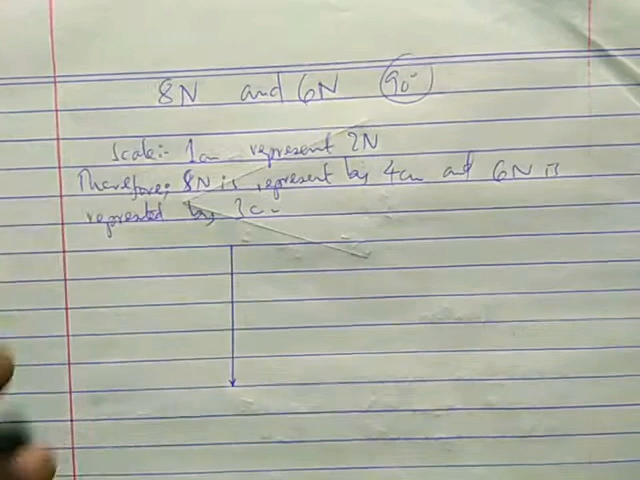 8N and 6N 90°
Scale:- 1cm represent 2N
Therefore; 8N is represent by 4cm and 6N is
represented by 3cm